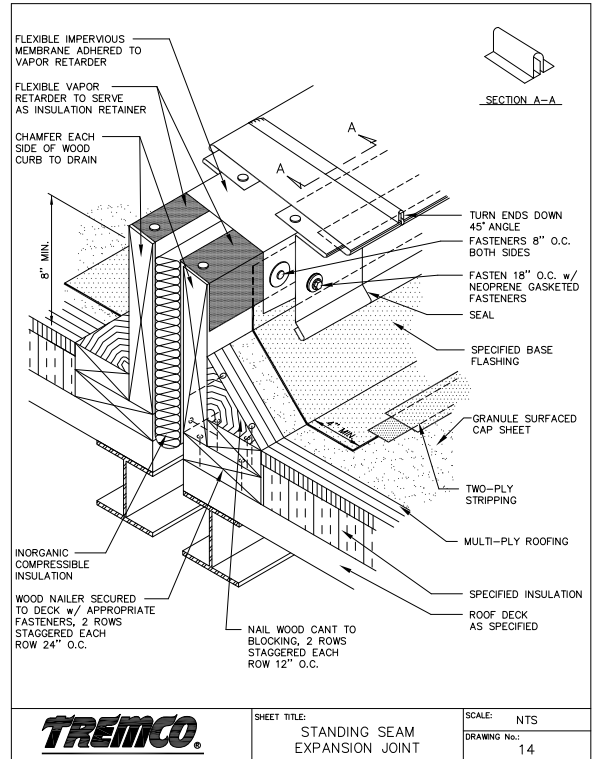 FLEXIBLE IMPERVIOUS
MEMBRANE ADHERED TO
VAPOR RETARDER
FLEXIBLE VAPOR
RETARDER TO SERVE
AS INSULATION RETAINER
CHAMFER EACH
SIDE OF WOOD
CURB TO DRAIN
8" MIN.
INORGANIC
COMPRESSIBLE
INSULATION
WOOD NAILER SECURED
TO DECK w/ APPROPRIATE
FASTENERS, 2 ROWS
STAGGERED EACH
ROW 24" O.C.
NAIL WOOD CANT TO
BLOCKING, 2 ROWS
STAGGERED EACH
ROW 12" O.C.
A
A
4" MIN.
SECTION A-A
TURN ENDS DOWN
45° ANGLE
FASTENERS 8" O.C.
BOTH SIDES
FASTEN 18" O.C. w/
NEOPRENE GASKETED
FASTENERS
SEAL
SPECIFIED BASE
FLASHING
GRANULE SURFACED
CAP SHEET
TWO-PLY
STRIPPING
MULTI-PLY ROOFING
SPECIFIED INSULATION
ROOF DECK
AS SPECIFIED
TREMCO®
SHEET TITLE:
STANDING SEAM
EXPANSION JOINT
SCALE: NTS
DRAWING No.:
14